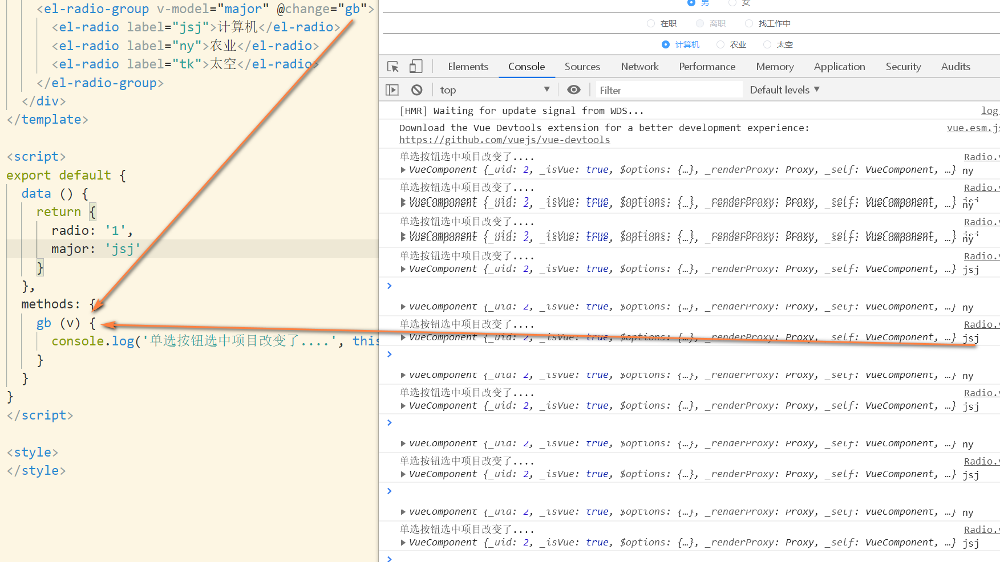 <el-radio-group v-model="major" @change="gb">
<el-radio label="jsj">计算机</el-radio>
<el-radio label="ny">农业</el-radio>
<el-radio label="tk">太空</el-radio>
</el-radio-group>
</div>
</template>
<script>
export default {
data () {
return {
radio: '1',
major: 'jsj'
}
},
methods: {
gb (v) {
console.log('单选按钮选中项目改变了....', this
}
}
}
</script>
<style>
</style>
男 女
在职 离职 找工作中
计算机 农业 太空
Elements Console Sources Network Performance Memory Application Security Audits
top Filter Default levels
[HMR] Waiting for update signal from WDS... log.
Download the Vue Devtools extension for a better development experience: vue.esm.js
https://github.com/vuejs/vue-devtools
单选按钮选中项目改变了.... Radio.v
VueComponent {_uid: 2, _isVue: true, $options: {…}, _renderProxy: Proxy, _self: VueComponent, …} ny
单选按钮选中项目改变了.... Radio.v
VueComponent {_uid: 2, _isVue: true, $options: {…}, _renderProxy: Proxy, _self: VueComponent, …} ny
单选按钮选中项目改变了.... Radio.v
VueComponent {_uid: 2, _isVue: true, $options: {…}, _renderProxy: Proxy, _self: VueComponent, …} ny
单选按钮选中项目改变了.... Radio.v
VueComponent {_uid: 2, _isVue: true, $options: {…}, _renderProxy: Proxy, _self: VueComponent, …} jsj
>
VueComponent {_uid: 2, _isVue: true, $options: {…}, _renderProxy: Proxy, _self: VueComponent, …} ny
单选按钮选中项目改变了.... Radio.v
VueComponent {_uid: 2, _isVue: true, $options: {…}, _renderProxy: Proxy, _self: VueComponent, …} jsj
>
VueComponent {_uid: 2, _isVue: true, $options: {…}, _renderProxy: Proxy, _self: VueComponent, …} ny
单选按钮选中项目改变了.... Radio.v
VueComponent {_uid: 2, _isVue: true, $options: {…}, _renderProxy: Proxy, _self: VueComponent, …} jsj
>
VueComponent {_uid: 2, _isVue: true, $options: {…}, _renderProxy: Proxy, _self: VueComponent, …} ny
单选按钮选中项目改变了.... Radio.v
VueComponent {_uid: 2, _isVue: true, $options: {…}, _renderProxy: Proxy, _self: VueComponent, …} jsj
>
VueComponent {_uid: 2, _isVue: true, $options: {…}, _renderProxy: Proxy, _self: VueComponent, …} ny
单选按钮选中项目改变了.... Radio.v
VueComponent {_uid: 2, _isVue: true, $options: {…}, _renderProxy: Proxy, _self: VueComponent, …} jsj
>